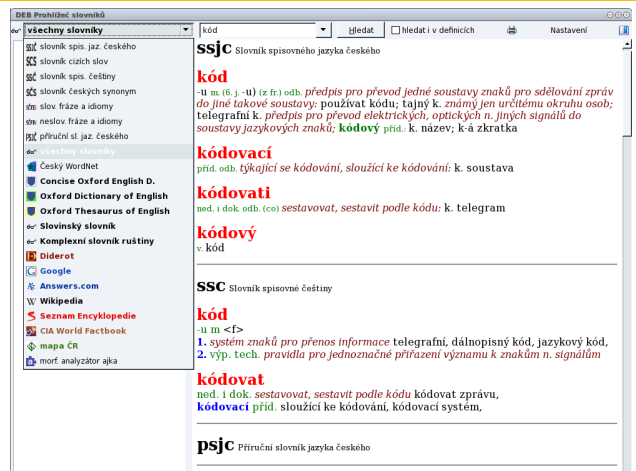 DEB Prohlížeč slovníků
všechny slovníky
kód
Hledat
hledat i v definicích
Nastavení
slovník spis. jaz. českého
slovník cizích slov
slovník spis. češtiny
slovník českých synonym
slov. fráze a idiomy
neslov. fráze a idiomy
příruční sl. jaz. českého
všechny slovníky
Český WordNet
Concise Oxford English D.
Oxford Dictionary of English
Oxford Thesaurus of English
Slovinský slovník
Komplexní slovník ruštiny
Diderot
Google
Answers.com
Wikipedia
Seznam Encyklopedie
CIA World Factbook
mapa ČR
morf. analyzátor ajka
ssjc Slovník spisovného jazyka českého
kód
-u m. (6. j. -u) (z fr.) odb. předpis pro převod jedné soustavy znaků pro sdělování zpráv
do jiné takové soustavy: používat kódu; tajný k. známý jen určitému okruhu osob;
telegrafní k. předpis pro převod elektrických, optických n. jiných signálů do
soustavy jazykových znaků; kódový příd.: k. název; k-á zkratka
kódovací
příd. odb. týkající se kódování, sloužící ke kódování: k. soustava
kódovati
ned. i dok. odb. (co) sestavovat, sestavit podle kódu: k. telegram
kódový
v. kód
ssc Slovník spisovné češtiny
kód
-u m <f>
1. systém znaků pro přenos informace telegrafní, dálnopisný kód, jazykový kód,
2. výp. tech. pravidla pro jednoznačné přiřazení významu k znakům n. signálům
kódovat
ned. i dok. sestavovat, sestavit podle kódu kódovat zprávu,
kódovací příd. sloužící ke kódování, kódovací systém,
psjc Příruční slovník jazyka českého